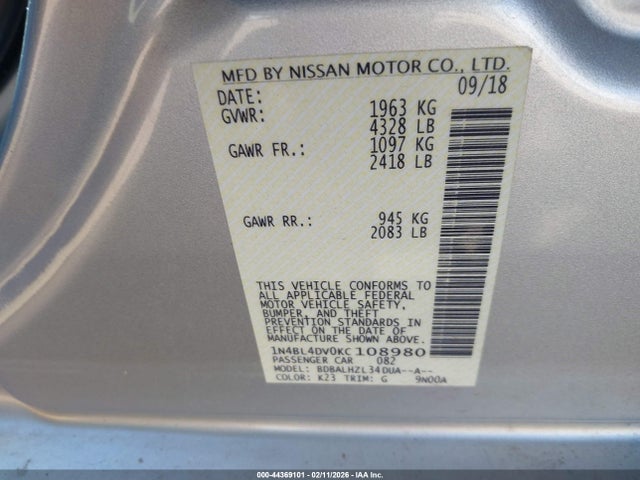 MFD BY NISSAN MOTOR CO., LTD.
DATE: 09/18
GVWR: 1963 KG
4328 LB
GAWR FR.: 1097 KG
2418 LB
GAWR RR.: 945 KG
2083 LB
THIS VEHICLE CONFORMS TO
ALL APPLICABLE FEDERAL
MOTOR VEHICLE SAFETY,
BUMPER, AND THEFT
PREVENTION STANDARDS IN
EFFECT ON THE DATE OF
MANUFACTURE SHOWN ABOVE.
1N4BL4DV0KC108980
PASSENGER CAR 082
MODEL: BDBALHZL34DUA--A--
COLOR: K23 TRIM: G 9N00A
000-44369101 - 02/11/2026 - IAA Inc.